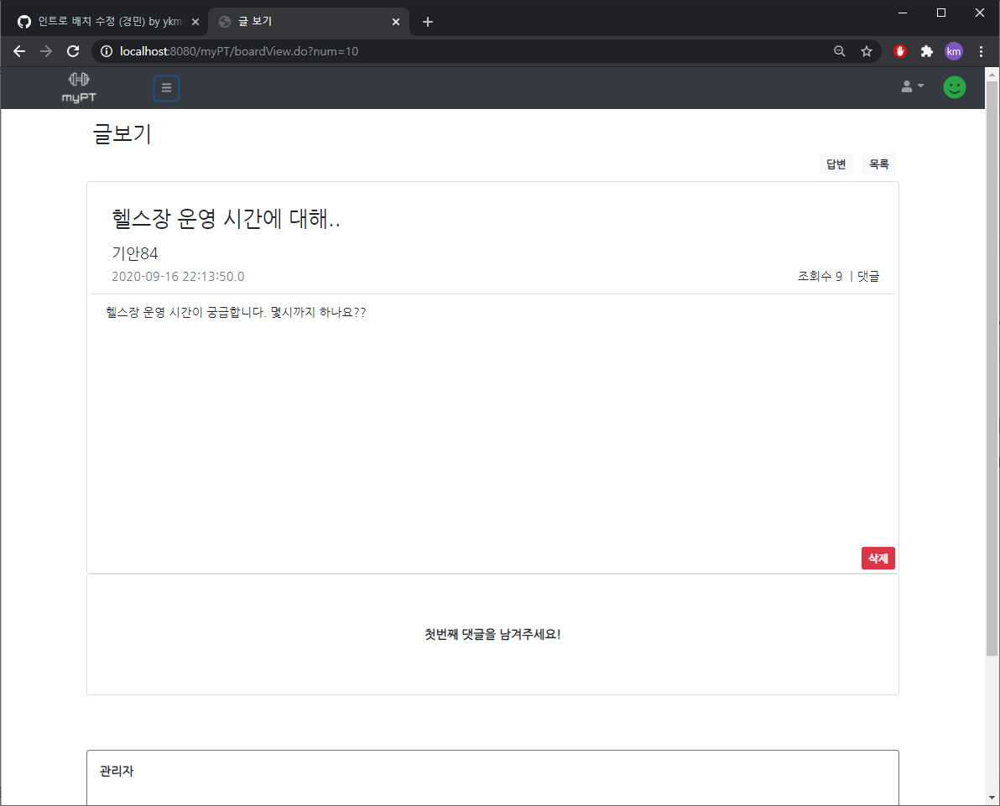 인트로 배치 수정 (경민) by ykm
글 보기
localhost:8080/myPT/boardView.do?num=10
km
myPT
글보기
답변 목록
헬스장 운영 시간에 대해..
기안84
2020-09-16 22:13:50.0
조회수 9 | 댓글
헬스장 운영 시간이 궁급합니다. 몇시까지 하나요??
삭제
첫번째 댓글을 남겨주세요!
관리자